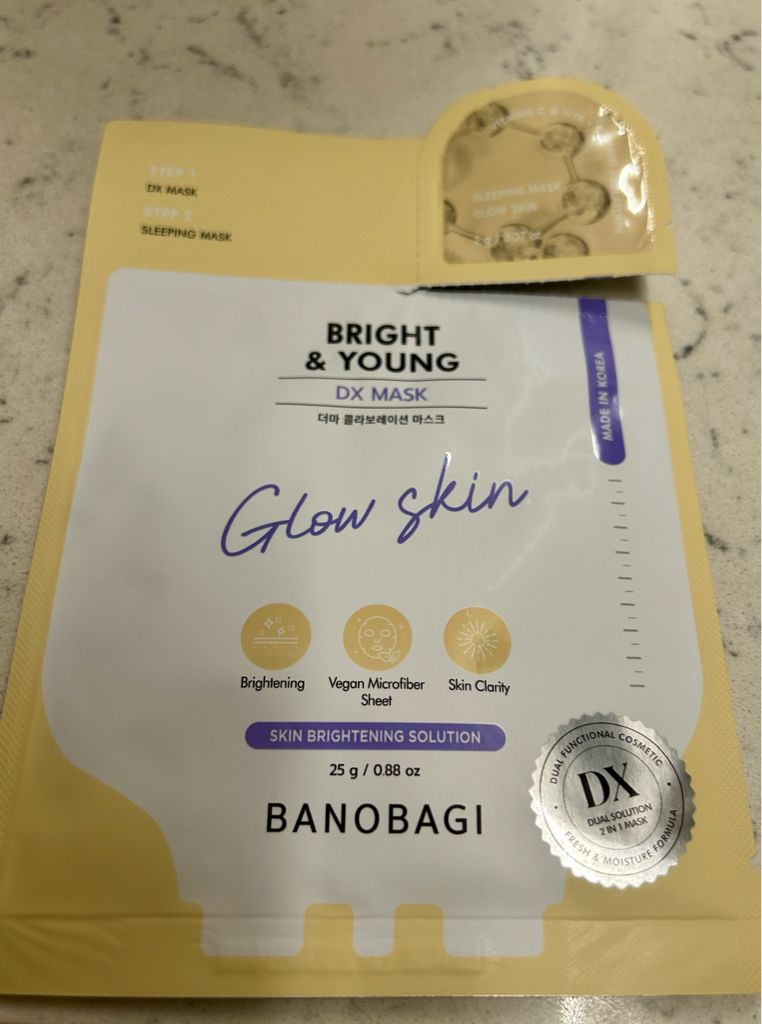 STEP 1
DX MASK
STEP 2
SLEEPING MASK
SLEEPING MASK
GLOW SKIN
BRIGHT
& YOUNG
DX MASK
더마 콜라보레이션 마스크
MADE IN KOREA
Glow skin
Brightening
Vegan Microfiber
Sheet
Skin Clarity
SKIN BRIGHTENING SOLUTION
25 g / 0.88 oz
BANOBAGI
DUAL FUNCTIONAL COSMETIC
DX
DUAL SOLUTION
2 IN 1 MASK
FRESH & MOISTURE FORMULA